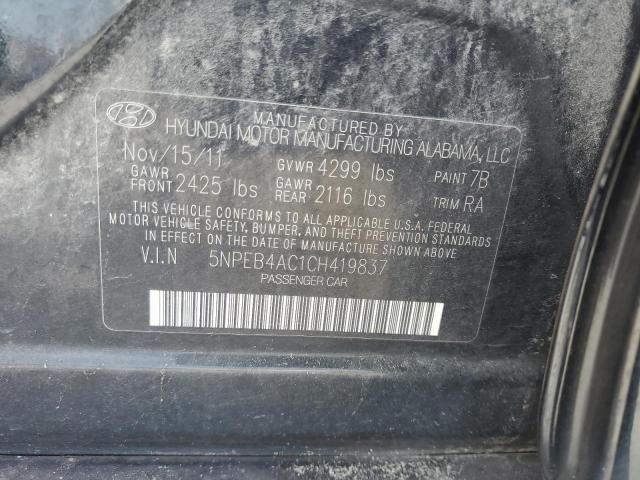 MANUFACTURED BY
HYUNDAI MOTOR MANUFACTURING ALABAMA, LLC
Nov/15/11 GVWR 4299 lbs PAINT 7B
GAWR FRONT 2425 lbs GAWR REAR 2116 lbs TRIM RA
THIS VEHICLE CONFORMS TO ALL APPLICABLE U.S.A. FEDERAL
MOTOR VEHICLE SAFETY, BUMPER, AND THEFT PREVENTION STANDARDS
IN EFFECT ON THE DATE OF MANUFACTURE SHOWN ABOVE
V.I.N 5NPEB4AC1CH419837
PASSENGER CAR